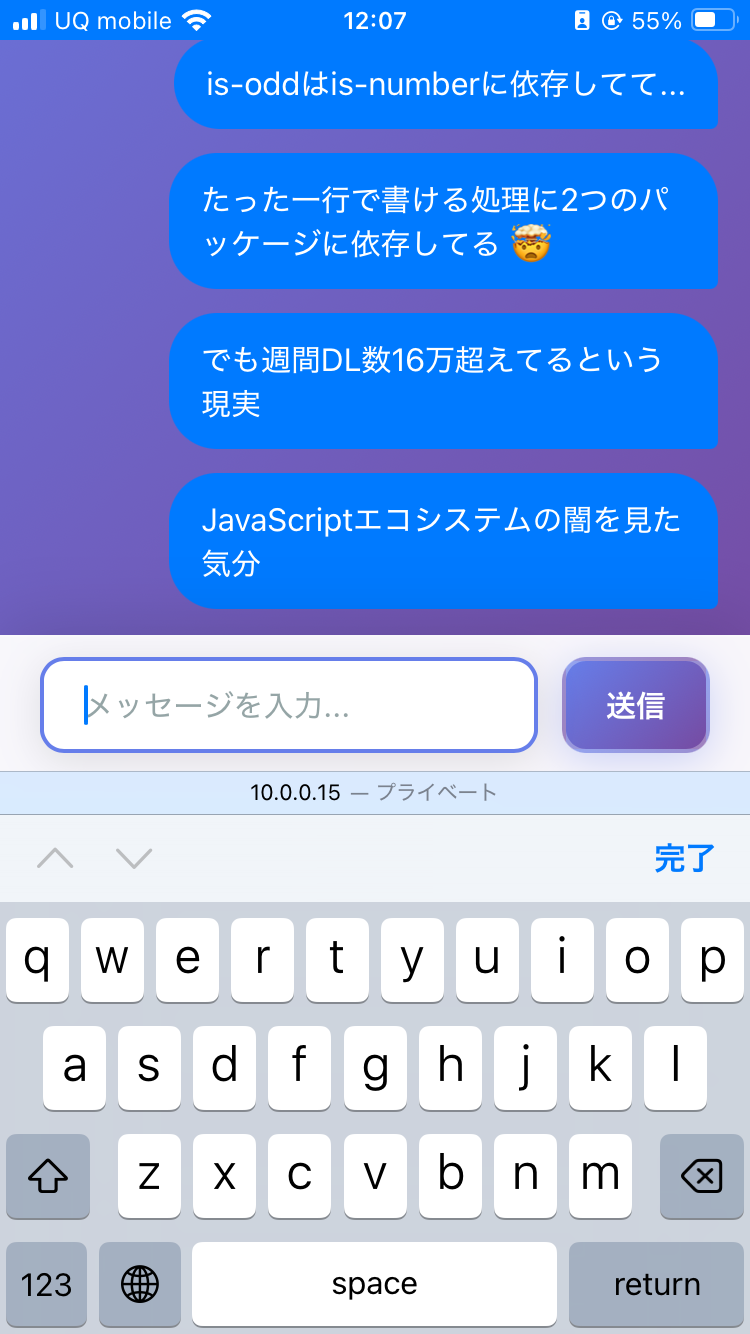 UQ mobile 12:07 55%
is-oddはis-numberに依存してて...
たった一行で書ける処理に2つのパ
ッケージに依存してる 🤯
でも週間DL数16万超えてるという
現実
JavaScriptエコシステムの闇を見た
気分
メッセージを入力... 送信
10.0.0.15 — プライベート
完了
q w e r t y u i o p
a s d f g h j k l
z x c v b n m
123 space return